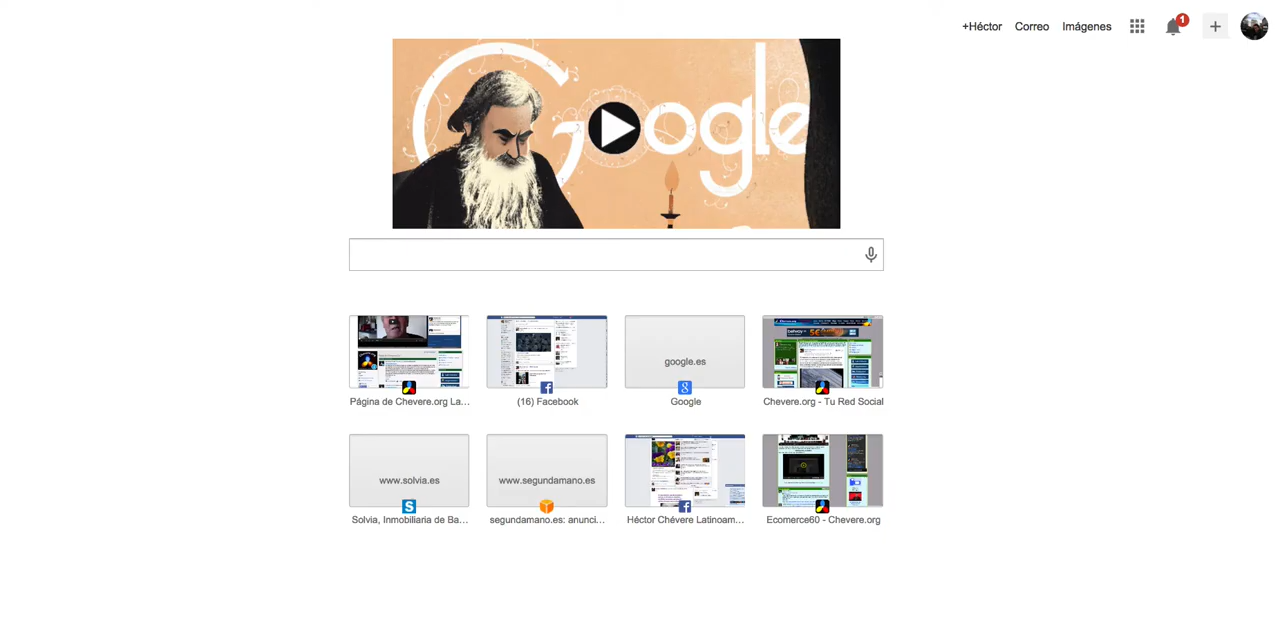 +Héctor Correo Imágenes 1
Google
google.es
Página de Chevere.org La... (16) Facebook Google Chevere.org - Tu Red Social
www.solvia.es www.segundamano.es
Solvia, Inmobiliaria de Ba... segundamano.es: anunci... Héctor Chévere Latinoam... Ecomerce60 - Chevere.org